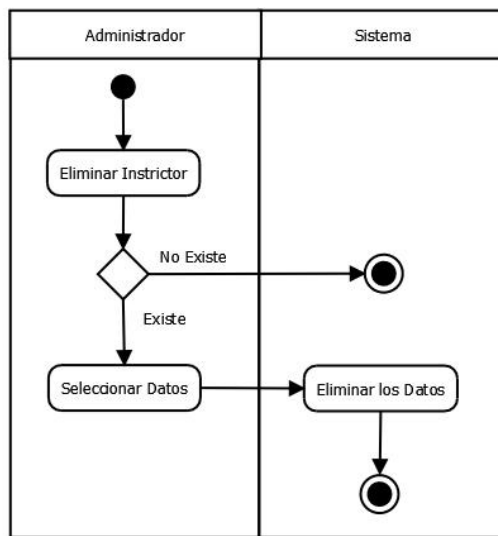 Administrador
Sistema
Eliminar Instrictor
No Existe
Existe
Seleccionar Datos
Eliminar los Datos